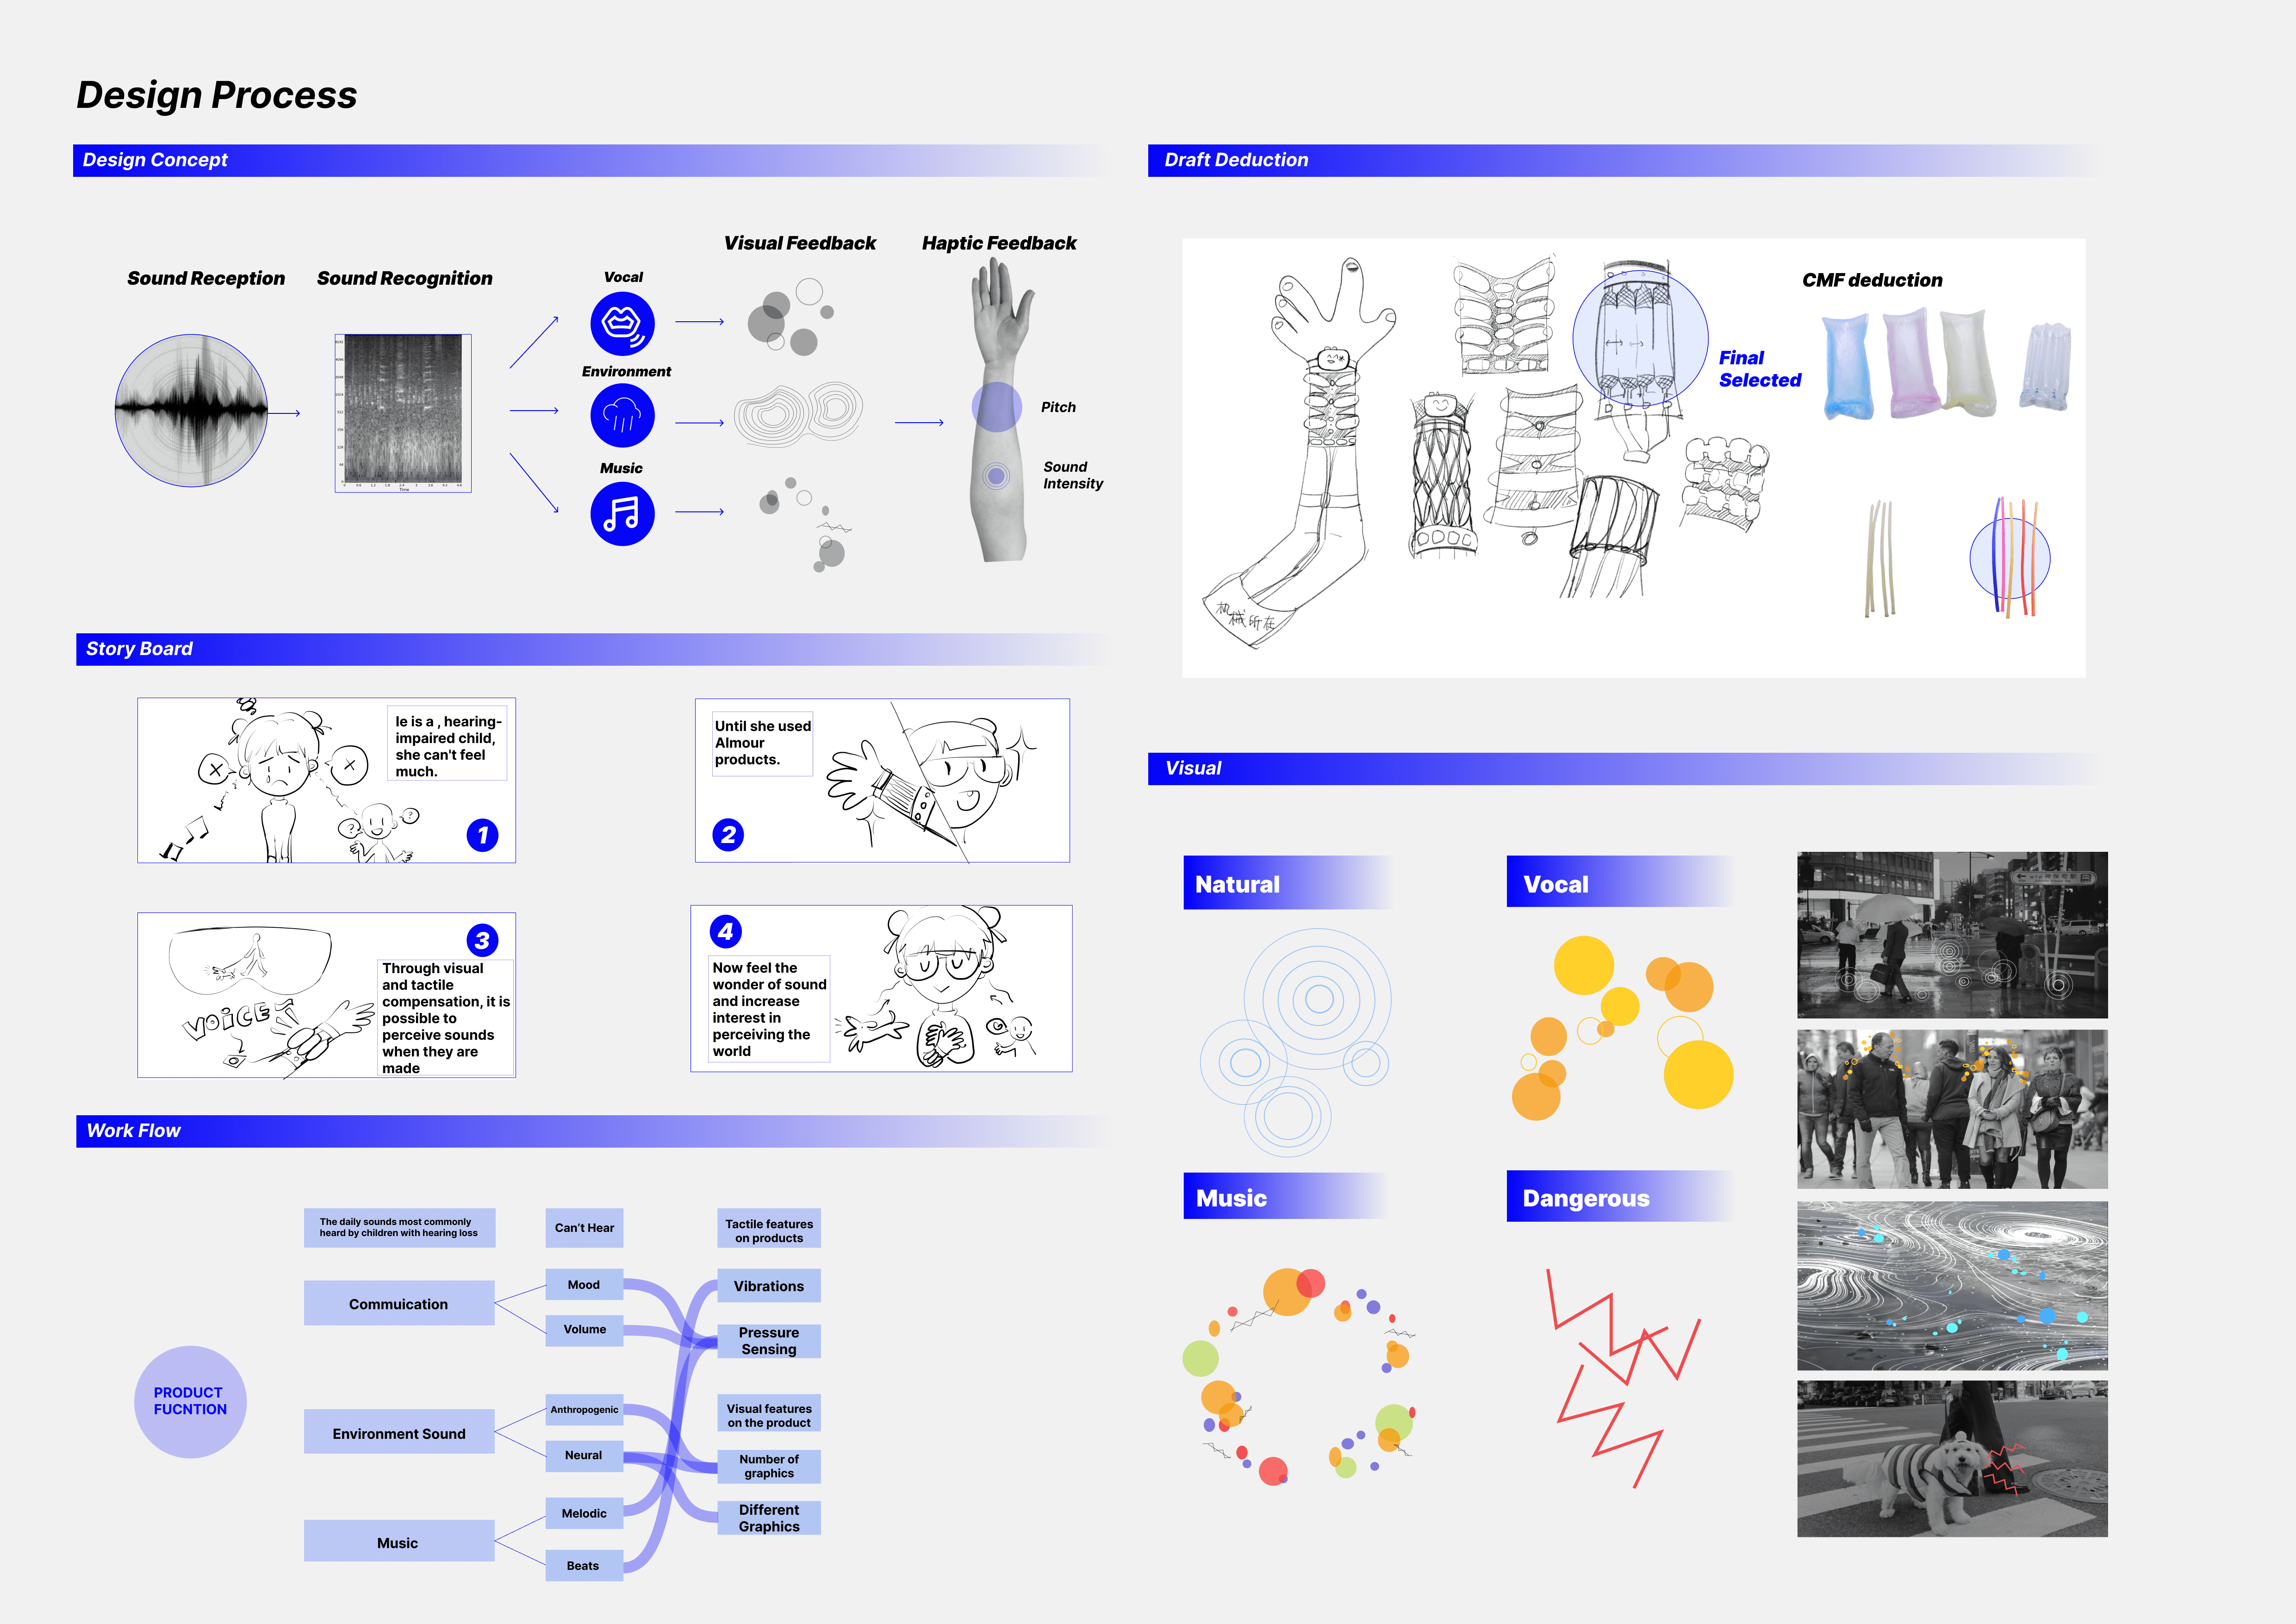 Design Process
Design Concept
Sound Reception
Sound Recognition
Vocal
Environment
Music
Visual Feedback
Haptic Feedback
Pitch
Sound
Intensity
Time
Story Board
Ie is a , hearing-
impaired child,
she can't feel
much.
1
Until she used
Almour
products.
2
3
Through visual
and tactile
compensation, it is
possible to
perceive sounds
when they are
made
VOiCE
4
Now feel the
wonder of sound
and increase
interest in
perceiving the
world
Work Flow
PRODUCT
FUCNTION
The daily sounds most commonly
heard by children with hearing loss
Commuication
Environment Sound
Music
Can't Hear
Mood
Volume
Anthropogenic
Neural
Melodic
Beats
Tactile features
on products
Vibrations
Pressure
Sensing
Visual features
on the product
Number of
graphics
Different
Graphics
Draft Deduction
机械所在
Final
Selected
CMF deduction
Visual
Natural
Vocal
Music
Dangerous